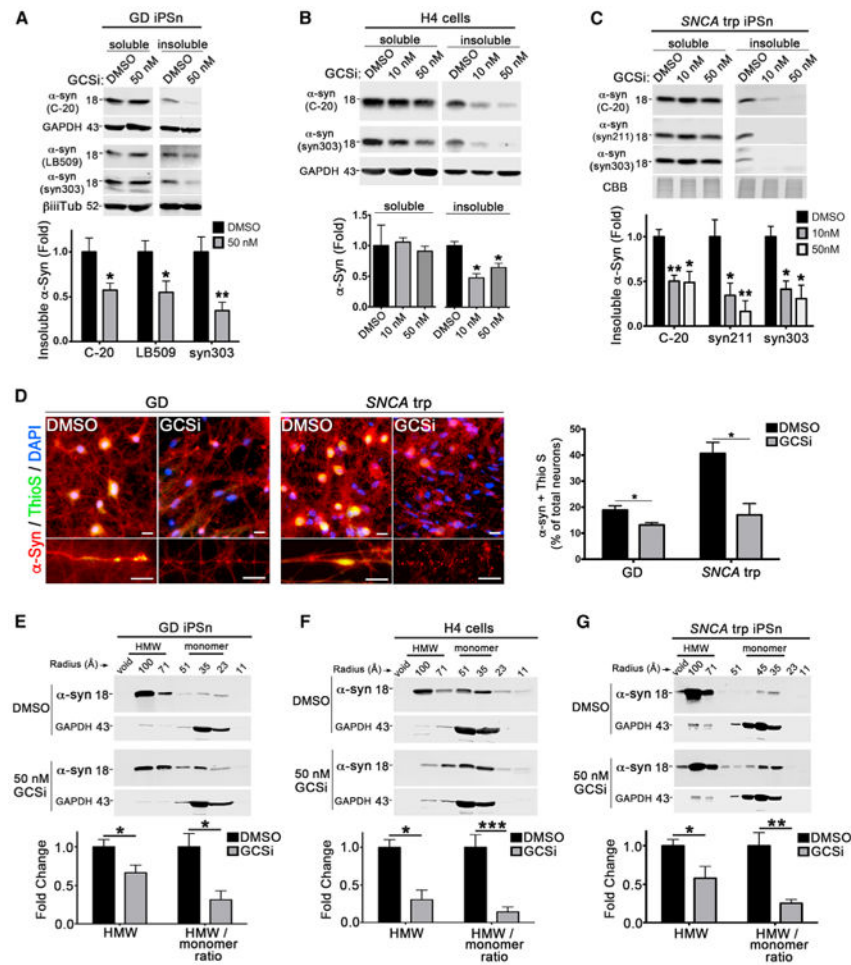 A
GD iPSn
soluble insoluble
DMSO 50 nM DMSO 50 nM
GCSi:
α-syn (C-20) 18
GAPDH 43
α-syn (LB509) 18
α-syn (syn303) 18
βiiiTub 52
DMSO
50 nM
Insoluble α-Syn (Fold)
1.0
0.5
0.0
* * **
C-20 LB509 syn303
B
H4 cells
soluble insoluble
DMSO 10 nM 50 nM DMSO 10 nM 50 nM
GCSi:
α-syn (C-20) 18
α-syn (syn303) 18
GAPDH 43
soluble insoluble
α-Syn (Fold)
1.5
1.0
0.5
0.0
* *
DMSO 10 nM 50 nM DMSO 10 nM 50 nM
C
SNCA trp iPSn
soluble insoluble
DMSO 10 nM 50 nM DMSO 10 nM 50 nM
GCSi:
α-syn (C-20) 18
α-syn (syn211) 18
α-syn (syn303) 18
CBB
DMSO
10nM
50nM
Insoluble α-Syn (Fold)
1.0
0.5
0.0
** * * ** * *
C-20 syn211 syn303
D
GD SNCA trp
DMSO GCSi DMSO GCSi
α-Syn / ThioS / DAPI
DMSO
GCSi
α-syn + Thio S
(% of total neurons)
50
40
30
20
10
0
* *
GD SNCA trp
E
GD iPSn
HMW monomer
Radius (Å) void 100 71 51 35 23 11
DMSO
α-syn 18
GAPDH 43
50 nM GCSi
α-syn 18
GAPDH 43
DMSO
GCSi
Fold Change
1.0
0.5
0.0
* *
HMW HMW / monomer ratio
F
H4 cells
HMW monomer
Radius (Å) void 100 71 51 35 23 11
DMSO
α-syn 18
GAPDH 43
50 nM GCSi
α-syn 18
GAPDH 43
DMSO
GCSi
Fold Change
1.0
0.5
0.0
* ***
HMW HMW / monomer ratio
G
SNCA trp iPSn
HMW monomer
Radius (Å) void 100 71 51 45 35 23 11
DMSO
α-syn 18
GAPDH 43
50 nM GCSi
α-syn 18
GAPDH 43
DMSO
GCSi
Fold Change
1.0
0.5
0.0
* **
HMW HMW / monomer ratio